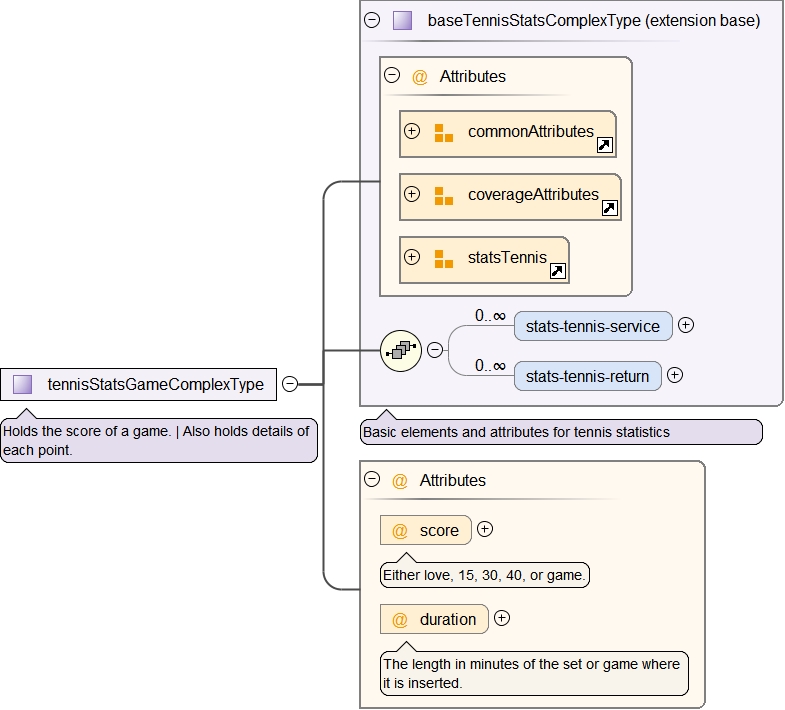 baseTennisStatsComplexType (extension base)
@ Attributes
commonAttributes
coverageAttributes
statsTennis
0..∞
stats-tennis-service
0..∞
stats-tennis-return
tennisStatsGameComplexType
Holds the score of a game. | Also holds details of
each point.
Basic elements and attributes for tennis statistics
@ Attributes
@ score
Either love, 15, 30, 40, or game.
@ duration
The length in minutes of the set or game where
it is inserted.